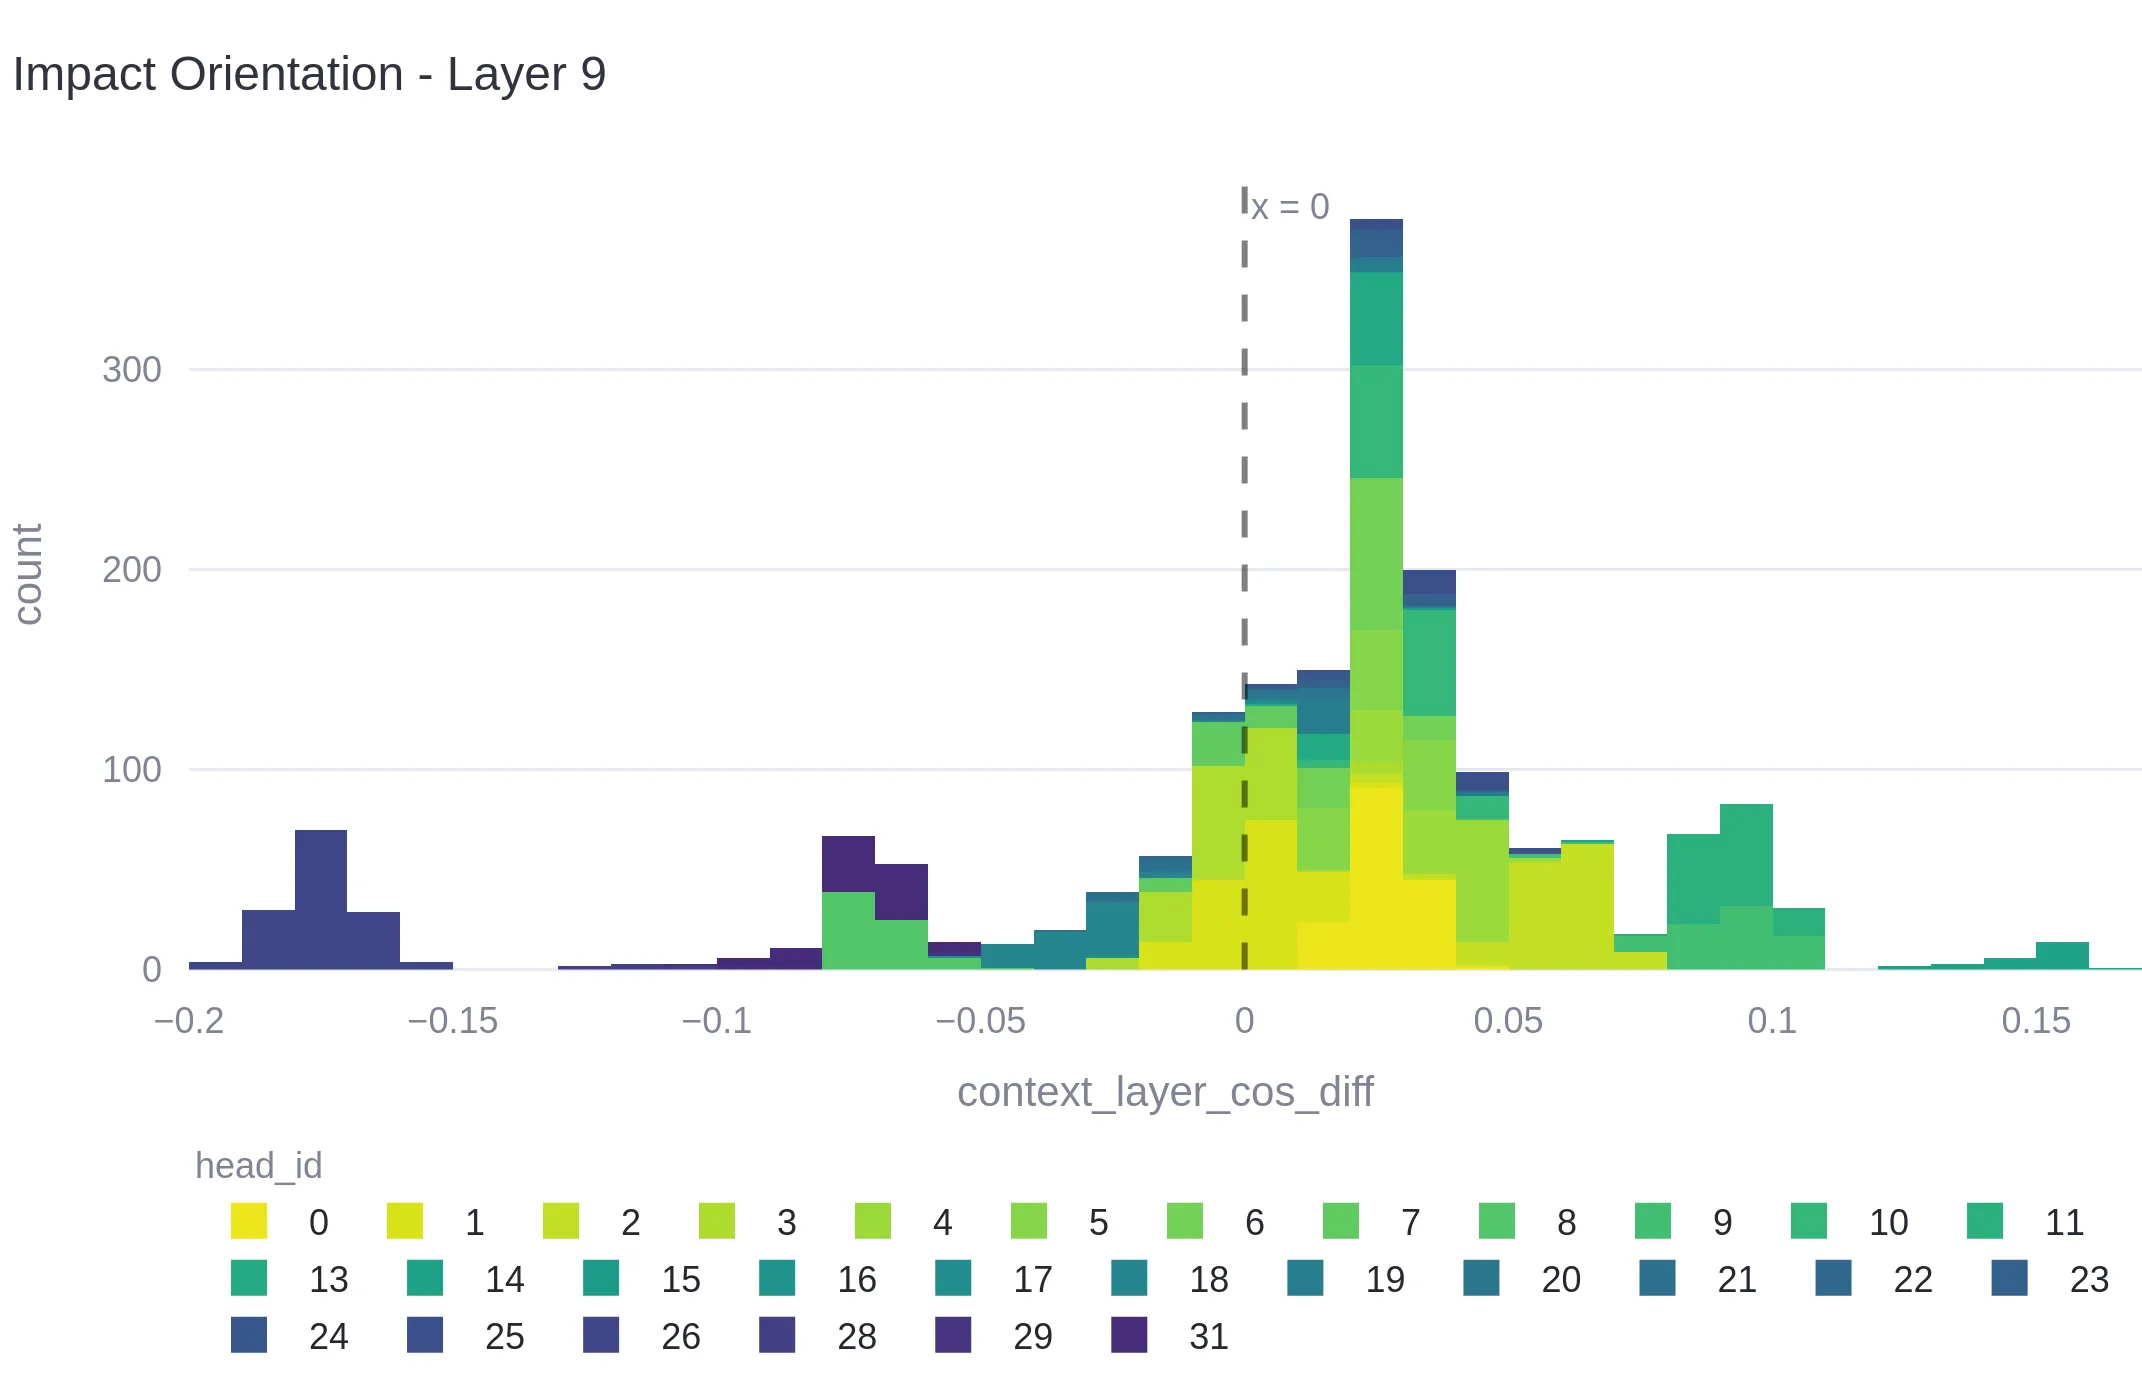 Impact Orientation - Layer 9
x = 0
300
200
100
0
count
−0.2 −0.15 −0.1 −0.05 0 0.05 0.1 0.15
context_layer_cos_diff
head_id
0 1 2 3 4 5 6 7 8 9 10 11
13 14 15 16 17 18 19 20 21 22 23
24 25 26 28 29 31